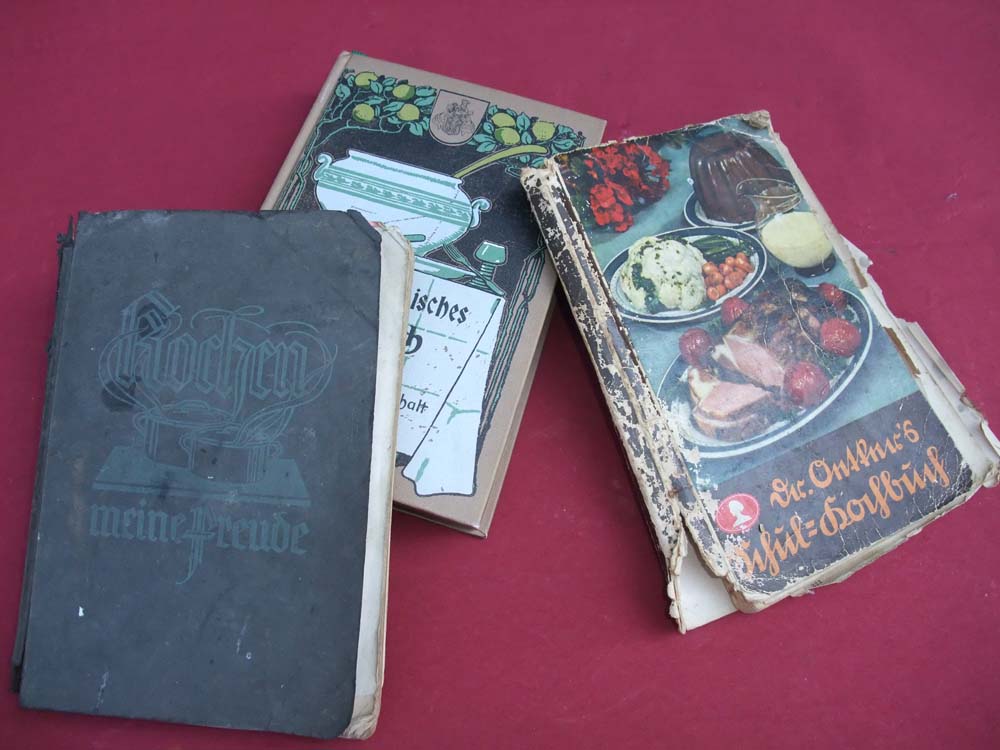 Kochen
meine Freude
isches
halt
Dr. Oetker's
Schul-Kochbuch